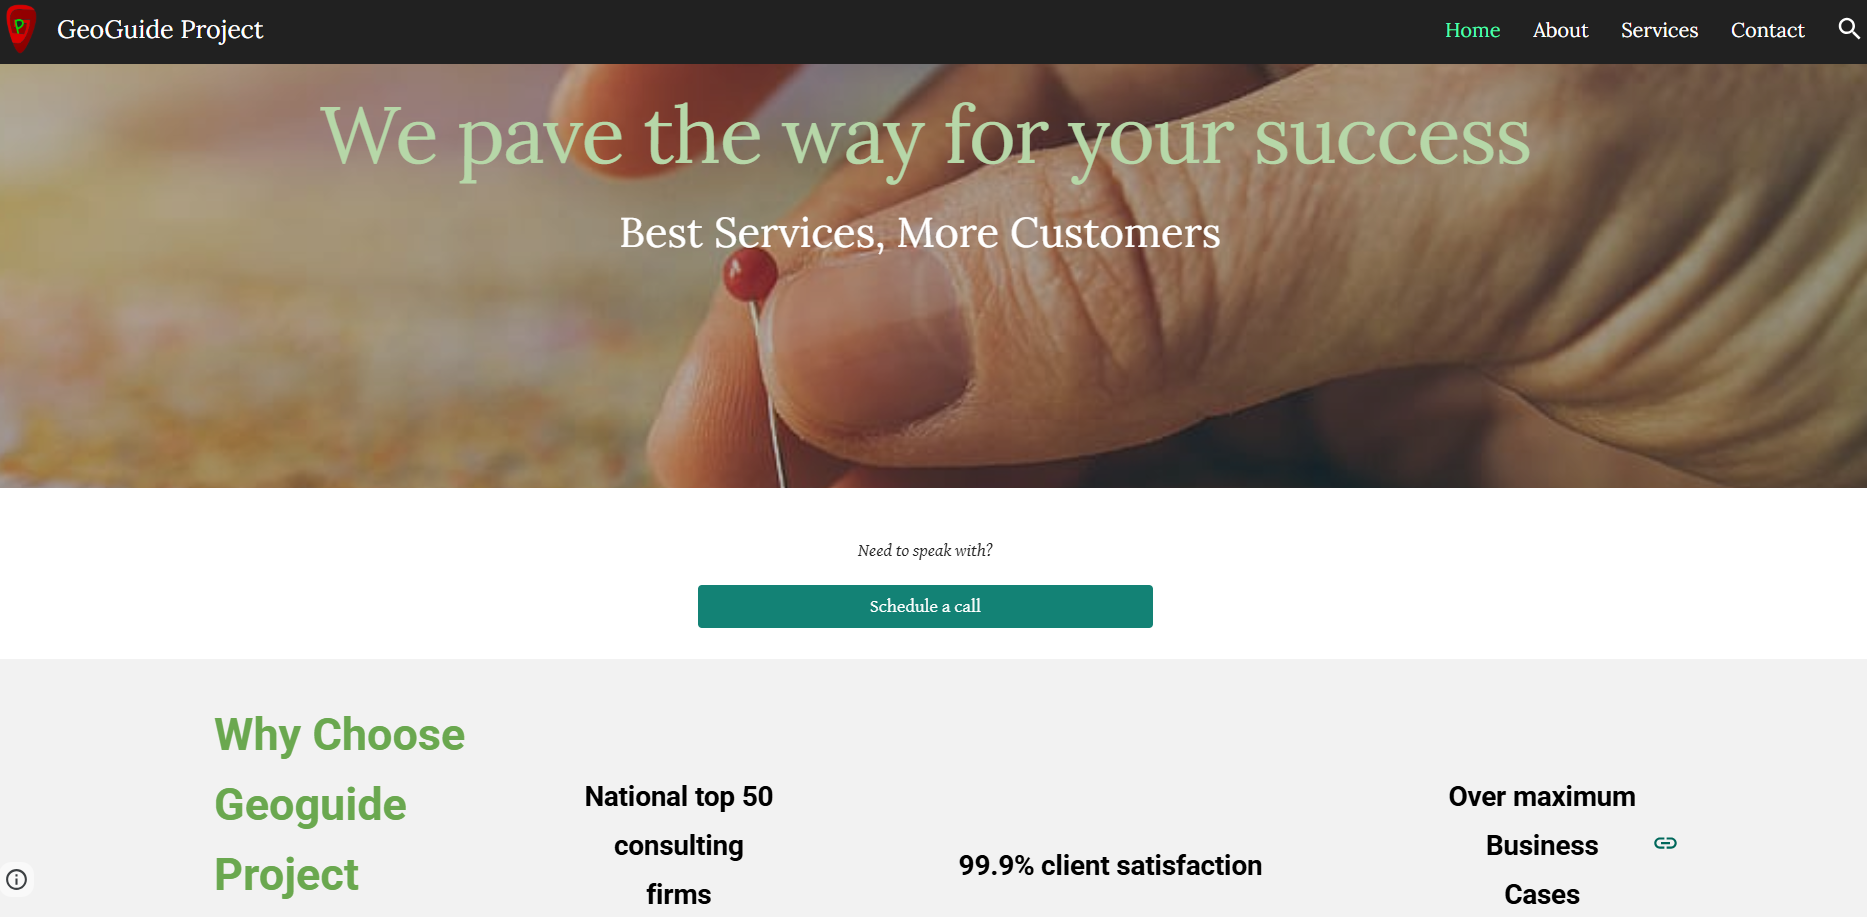 P
GeoGuide Project
Home
About
Services
Contact
We pave the way for your success
Best Services, More Customers
Need to speak with?
Schedule a call
Why Choose
Geoguide
Project
National top 50
consulting
firms
99.9% client satisfaction
Over maximum
Business
Cases